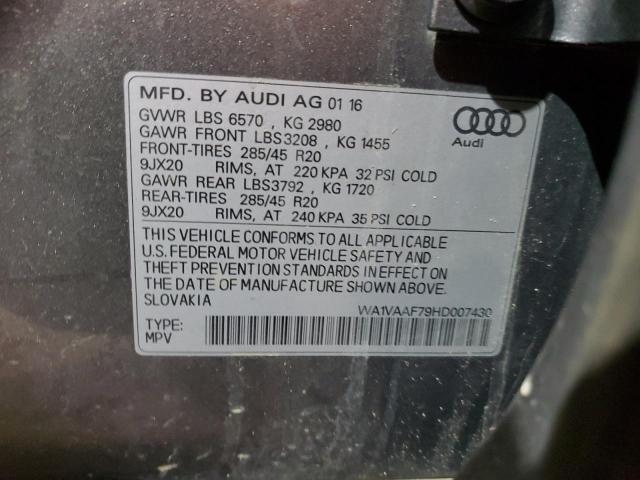 MFD. BY AUDI AG 01 16
GVWR LBS 6570 , KG 2980
GAWR FRONT LBS3208 , KG 1455
FRONT-TIRES 285/45 R20
9JX20 RIMS, AT 220 KPA 32 PSI COLD
GAWR REAR LBS3792 , KG 1720
REAR-TIRES 285/45 R20
9JX20 RIMS, AT 240 KPA 35 PSI COLD
Audi
THIS VEHICLE CONFORMS TO ALL APPLICABLE
U.S. FEDERAL MOTOR VEHICLE SAFETY AND
THEFT PREVENTION STANDARDS IN EFFECT ON
THE DATE OF MANUFACTURE SHOWN ABOVE.
SLOVAKIA
WA1VAAF79HD007430
TYPE:
MPV